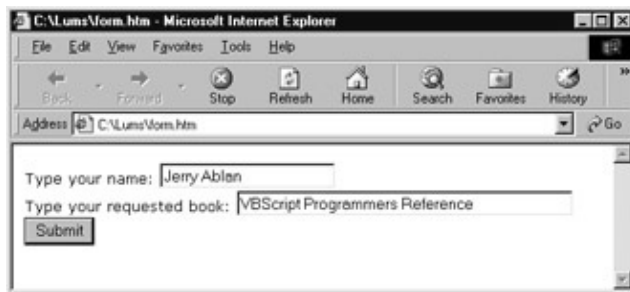 C:\Lums\form.htm - Microsoft Internet Explorer
File Edit View Favorites Tools Help
Back Forward Stop Refresh Home Search Favorites History »
Address C:\Lums\form.htm Go
Type your name: Jerry Ablan
Type your requested book: VBScript Programmers Reference
Submit